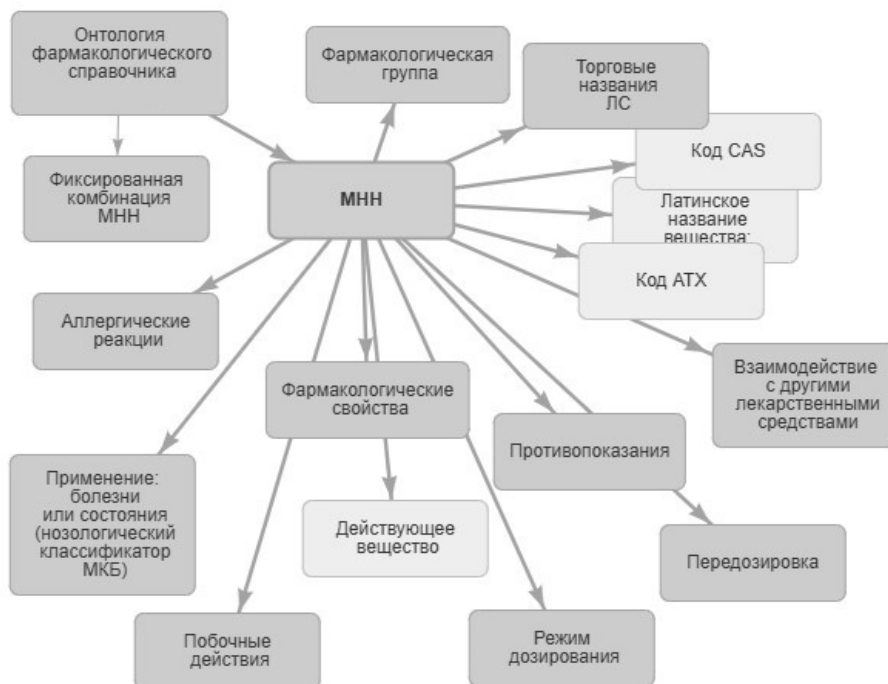 Онтология
фармакологического
справочника
Фармакологическая
группа
Торговые
названия
ЛС
Код CAS
Фиксированная
комбинация
МНН
МНН
Латинское
название
вещества:
Код АТХ
Аллергические
реакции
Фармакологические
свойства
Взаимодействие
с другими
лекарственными
средствами
Противопоказания
Применение:
болезни
или состояния
(нозологический
классификатор
МКБ)
Действующее
вещество
Передозировка
Побочные
действия
Режим
дозирования